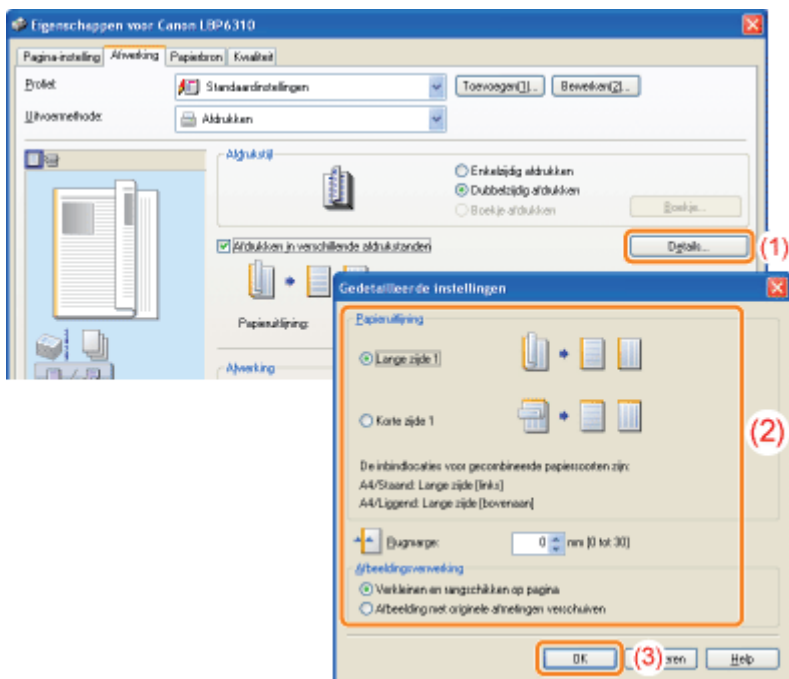 Eigenschappen voor Canon LBP6310
Pagina-instelling Afwerking Papierbron Kwaliteit
Profiel: Standaardinstellingen Toevoegen[1]... Bewerken[2]...
Uitvoermethode: Afdrukken
Afdrukstijl
Enkelzijdig afdrukken
Dubbelzijdig afdrukken
Boekje afdrukken Boekje...
Afdrukken in verschillende afdrukstanden Details... (1)
Papieruitlijning:
Afwerking
Gedetailleerde instellingen
Papieruitlijning
Lange zijde 1
Korte zijde 1
(2)
De inbindlocaties voor gecombineerde papiersoorten zijn:
A4/Staand: Lange zijde [links]
A4/Liggend: Lange zijde [bovenaan]
Rugmarge: 0 mm [0 tot 30]
Afbeeldingsverwerking
Verkleinen en rangschikken op pagina
Afbeelding met originele afmetingen verschuiven
OK (3) Help